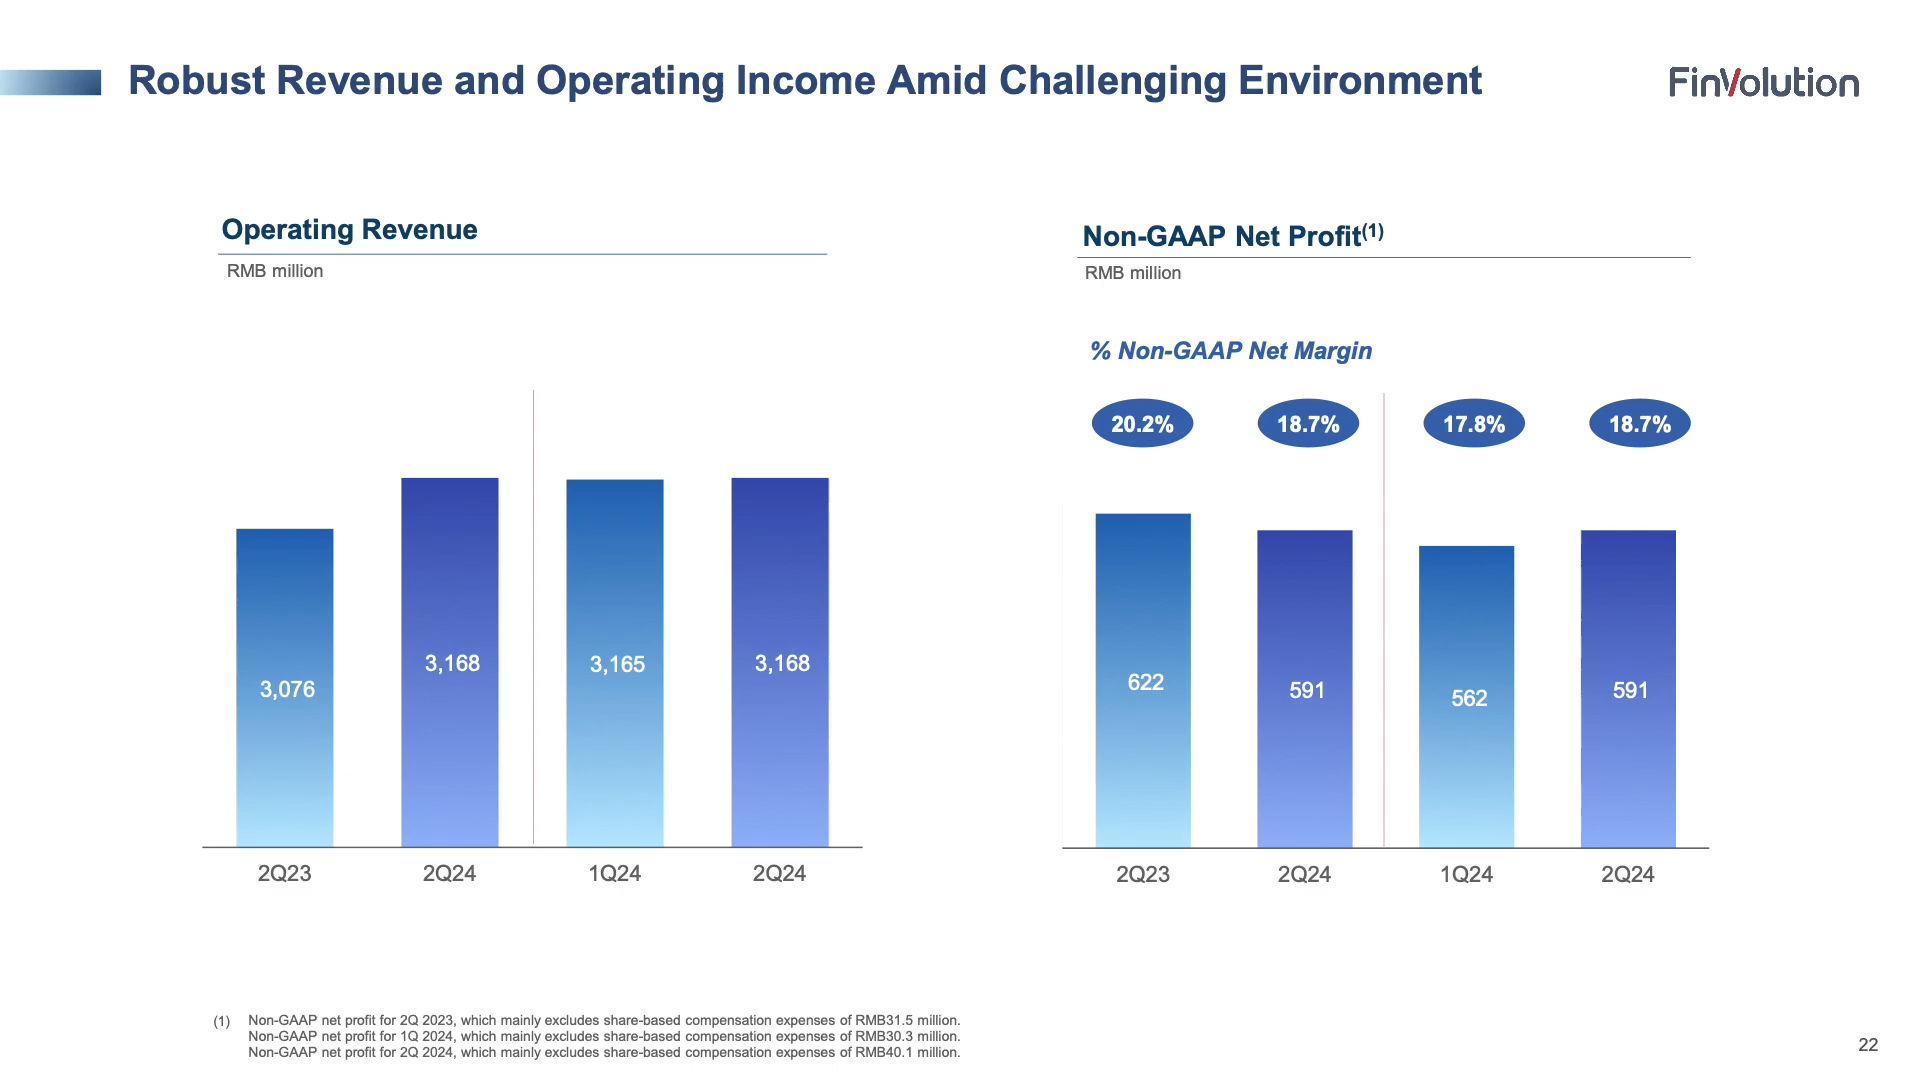 Robust Revenue and Operating Income Amid Challenging Environment
FinVolution
Operating Revenue
RMB million
3,076
3,168
3,165
3,168
2Q23
2Q24
1Q24
2Q24
Non-GAAP Net Profit(1)
RMB million
% Non-GAAP Net Margin
20.2%
18.7%
17.8%
18.7%
622
591
562
591
2Q23
2Q24
1Q24
2Q24
(1) Non-GAAP net profit for 2Q 2023, which mainly excludes share-based compensation expenses of RMB31.5 million.
Non-GAAP net profit for 1Q 2024, which mainly excludes share-based compensation expenses of RMB30.3 million.
Non-GAAP net profit for 2Q 2024, which mainly excludes share-based compensation expenses of RMB40.1 million.
22